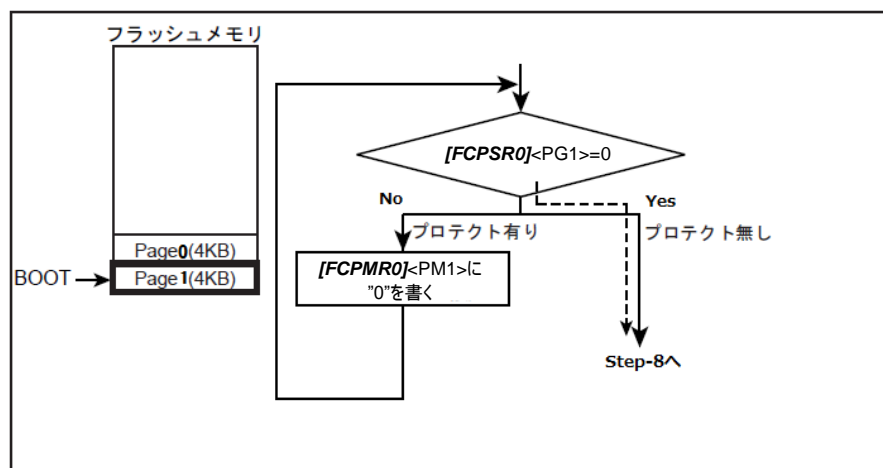 フラッシュメモリ
Page0(4KB)
BOOT
Page1(4KB)
[FCPSR0]<PG1>=0
No
Yes
プロテクト有り
プロテクト無し
[FCPMR0]<PM1>に
"0"を書く
Step-8へ